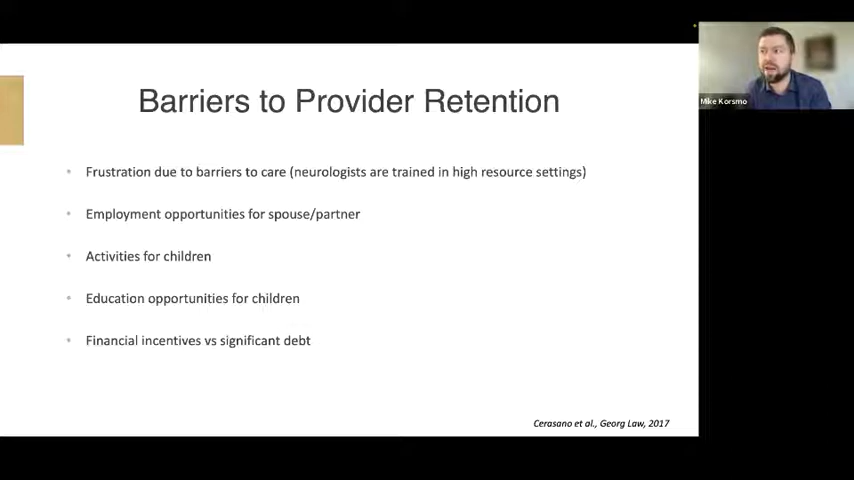 Barriers to Provider Retention
Mike Korsmo
• Frustration due to barriers to care (neurologists are trained in high resource settings)
• Employment opportunities for spouse/partner
• Activities for children
• Education opportunities for children
• Financial incentives vs significant debt
Cerasano et al., Georg Law, 2017